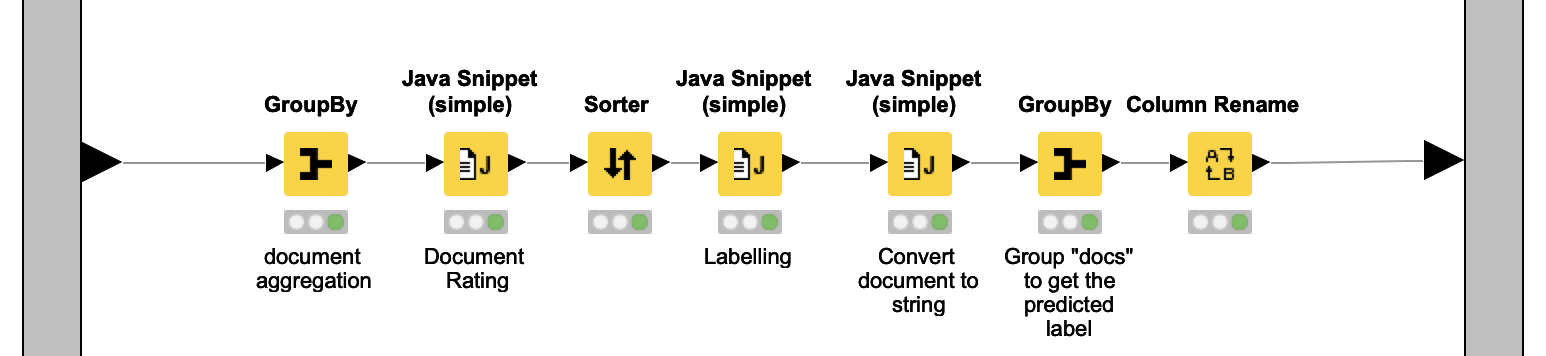 GroupBy
Java Snippet
(simple)
Sorter
Java Snippet
(simple)
Java Snippet
(simple)
GroupBy
Column Rename
J
J
J
A
B
document
aggregation
Document
Rating
Labelling
Convert
document to
string
Group "docs"
to get the
predicted
label